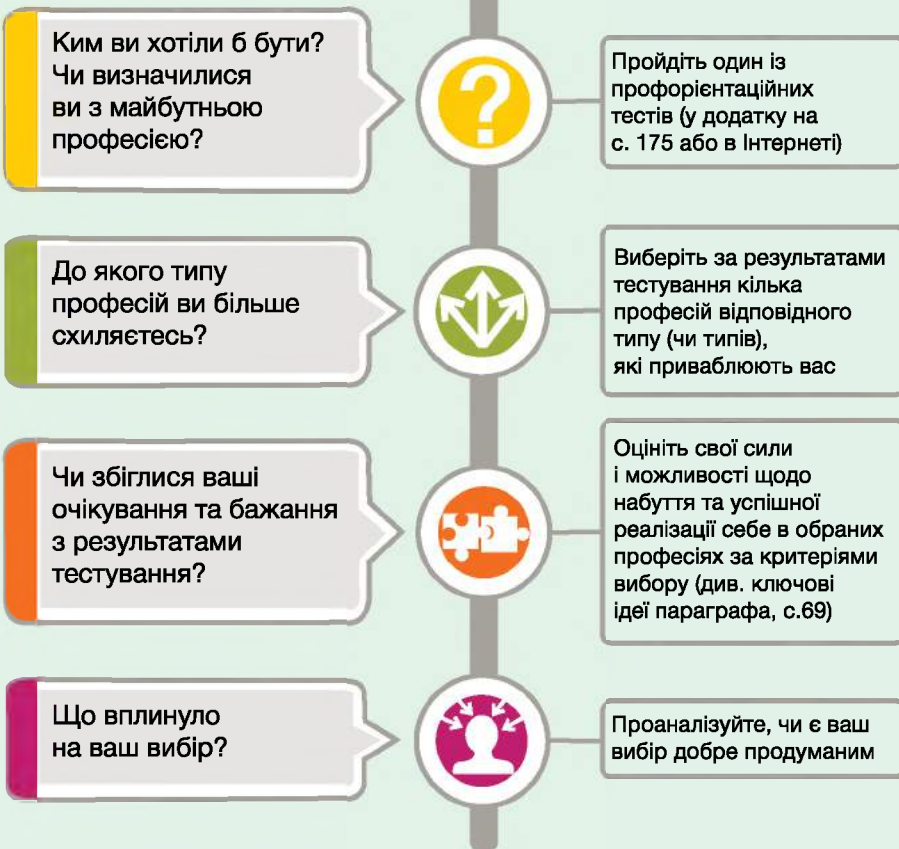 Ким ви хотіли б бути?
Чи визначилися
ви з майбутньою
професією?
Пройдіть один із
профорієнтаційних
тестів (у додатку на
с. 175 або в Інтернеті)
До якого типу
професій ви більше
схиляєтесь?
Виберіть за результатами
тестування кілька
професій відповідного
типу (чи типів),
які приваблюють вас
Чи збіглися ваші
очікування та бажання
з результатами
тестування?
Оцініть свої сили
і можливості щодо
набуття та успішної
реалізації себе в обраних
професіях за критеріями
вибору (див. ключові
ідеї параграфа, с.69)
Що вплинуло
на ваш вибір?
Проаналізуйте, чи є ваш
вибір добре продуманим